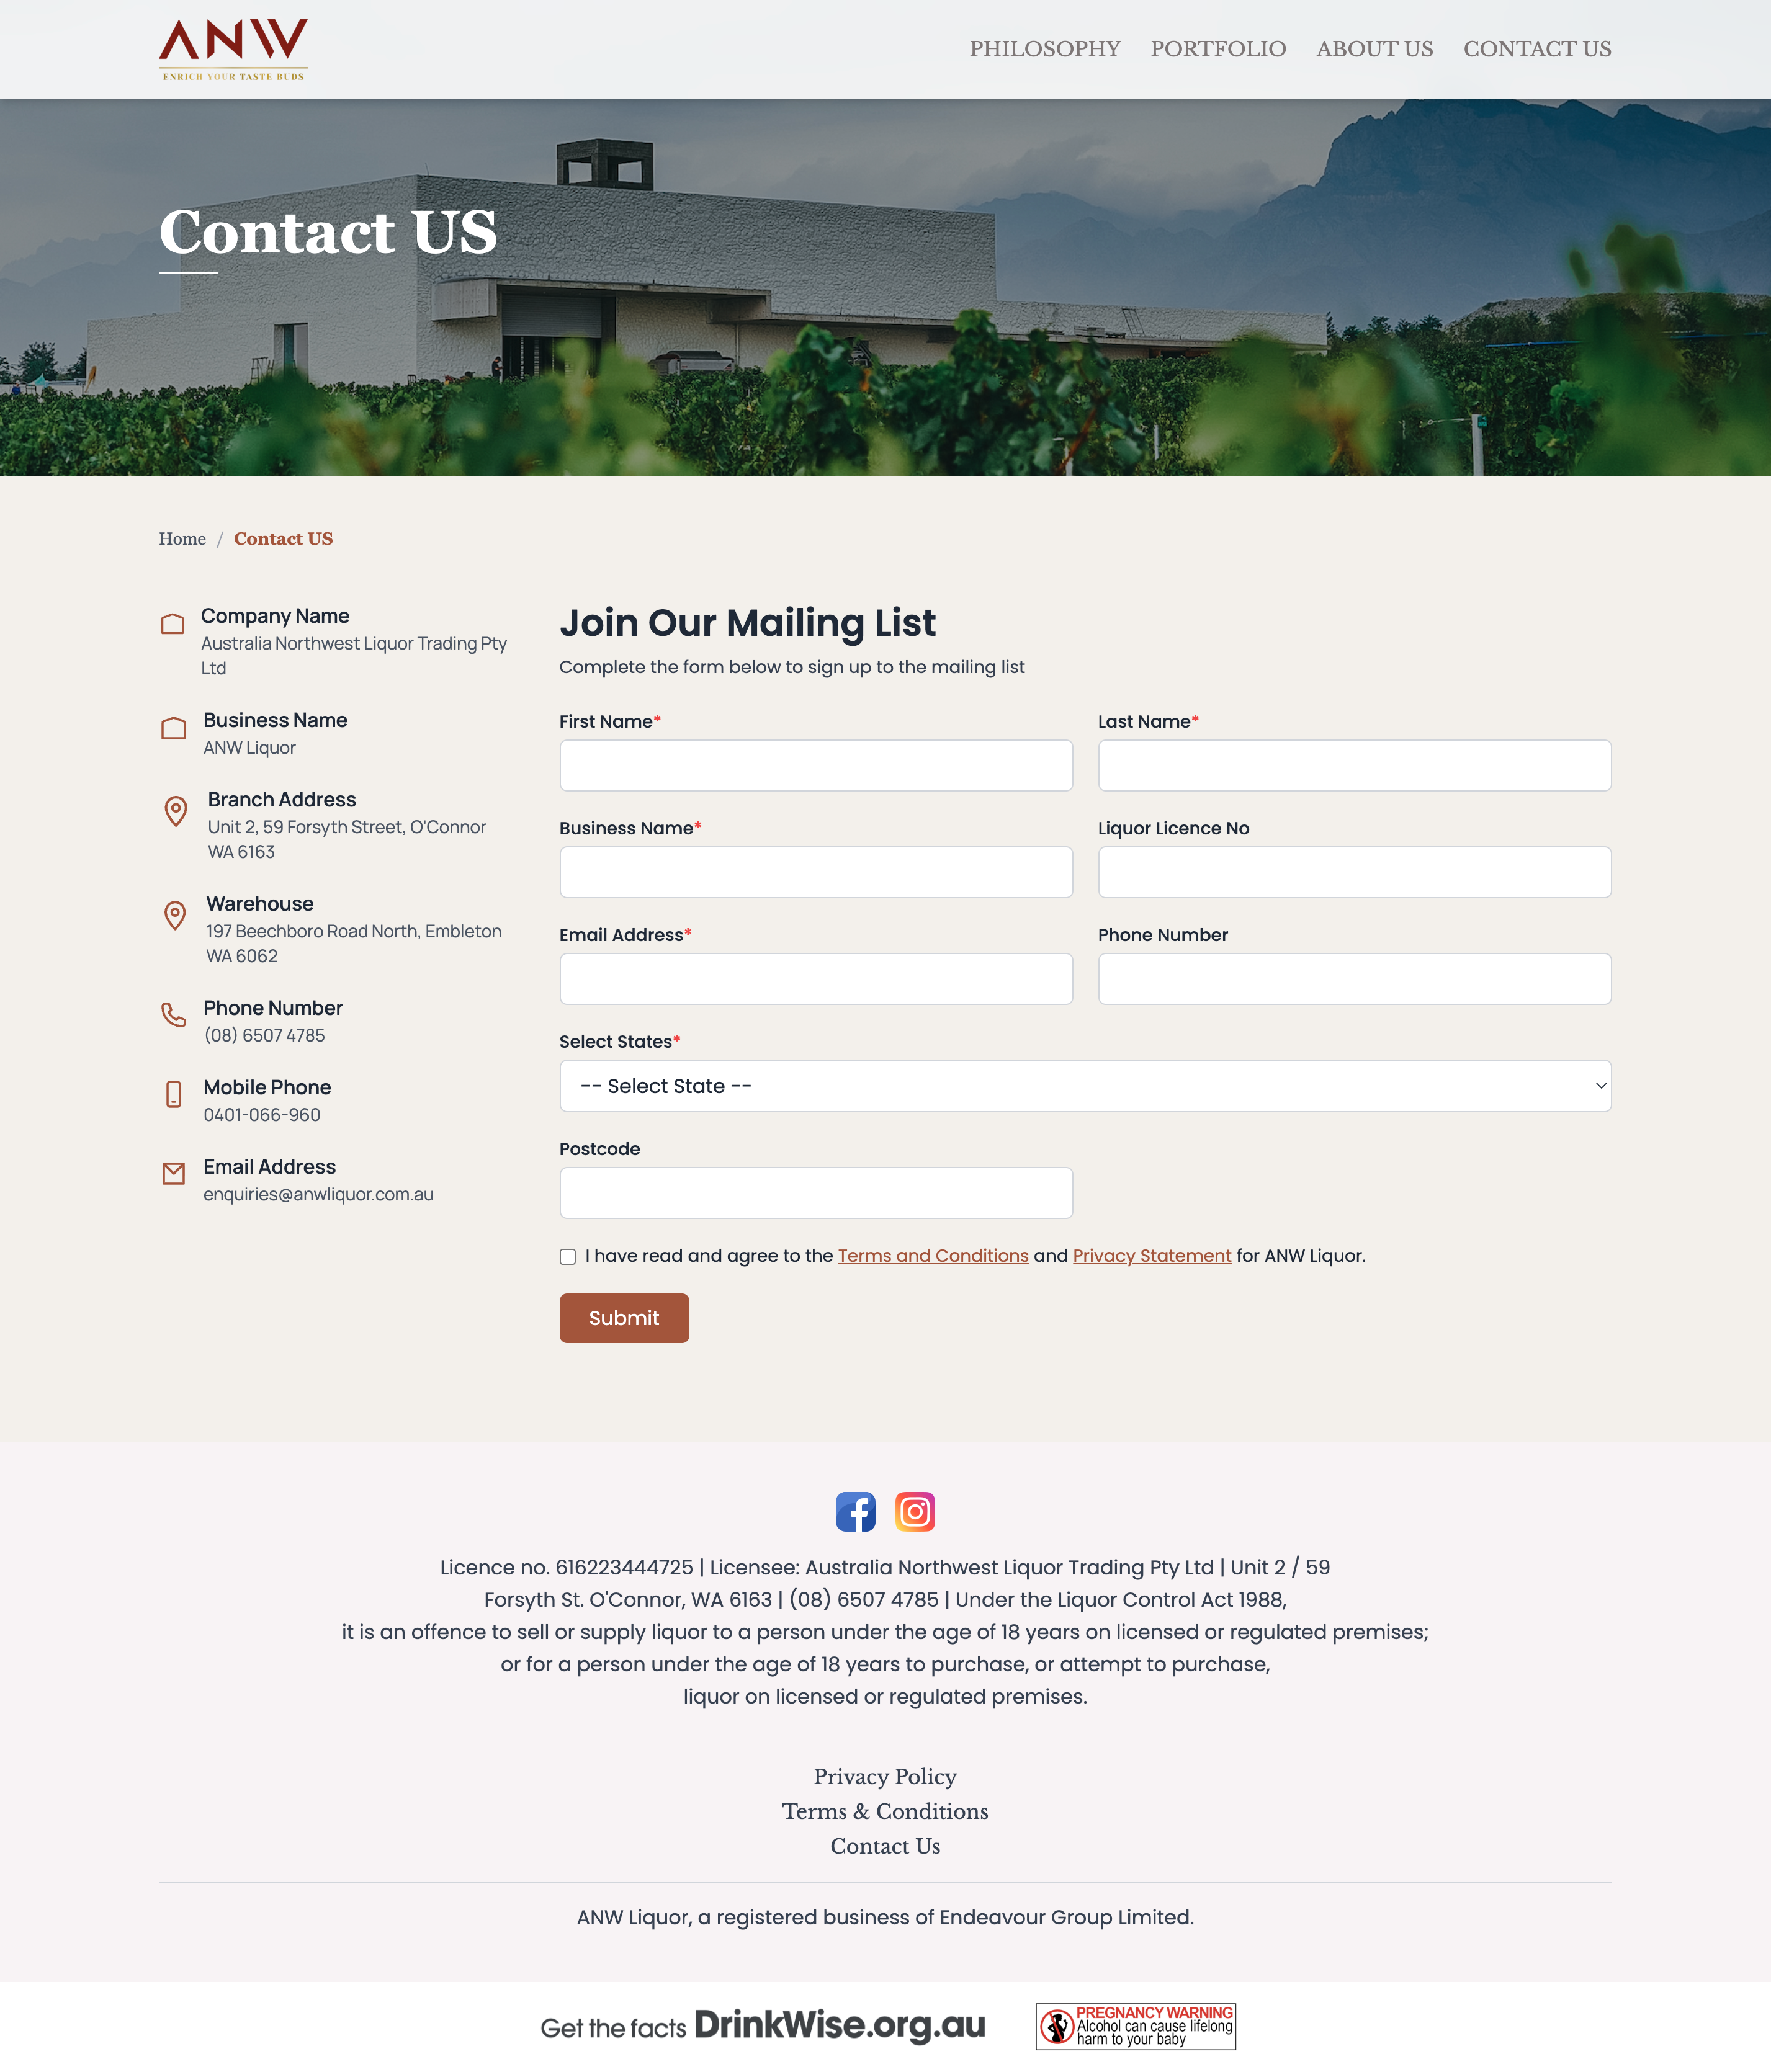 ANW
ENRICH YOUR TASTE BUDS
PHILOSOPHY
PORTFOLIO
ABOUT US
CONTACT US
Contact US
Home / Contact US
Company Name
Australia Northwest Liquor Trading Pty
Ltd
Business Name
ANW Liquor
Branch Address
Unit 2, 59 Forsyth Street, O'Connor
WA 6163
Warehouse
197 Beechboro Road North, Embleton
WA 6062
Phone Number
(08) 6507 4785
Mobile Phone
0401-066-960
Email Address
enquiries@anwliquor.com.au
Join Our Mailing List
Complete the form below to sign up to the mailing list
First Name*
Last Name*
Business Name*
Liquor Licence No
Email Address*
Phone Number
Select States*
-- Select State --
Postcode
I have read and agree to the Terms and Conditions and Privacy Statement for ANW Liquor.
Submit
Licence no. 616223444725 | Licensee: Australia Northwest Liquor Trading Pty Ltd | Unit 2 / 59
Forsyth St. O'Connor, WA 6163 | (08) 6507 4785 | Under the Liquor Control Act 1988,
it is an offence to sell or supply liquor to a person under the age of 18 years on licensed or regulated premises;
or for a person under the age of 18 years to purchase, or attempt to purchase,
liquor on licensed or regulated premises.
Privacy Policy
Terms & Conditions
Contact Us
ANW Liquor, a registered business of Endeavour Group Limited.
Get the facts DrinkWise.org.au
PREGNANCY WARNING
Alcohol can cause lifelong
harm to your baby